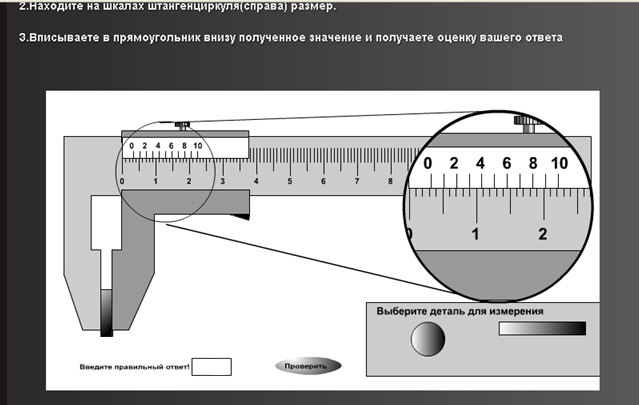 2.Находите на шкалах штангенциркуля(справа) размер.
3.Вписываете в прямоугольник внизу полученное значение и получаете оценку вашего ответа
0 2 4 6 8 10
0 1 2 3 4 5 6 7 8
0 2 4 6 8 10
0 1 2
Выберите деталь для измерения
Введите правильный ответ!
Проверить